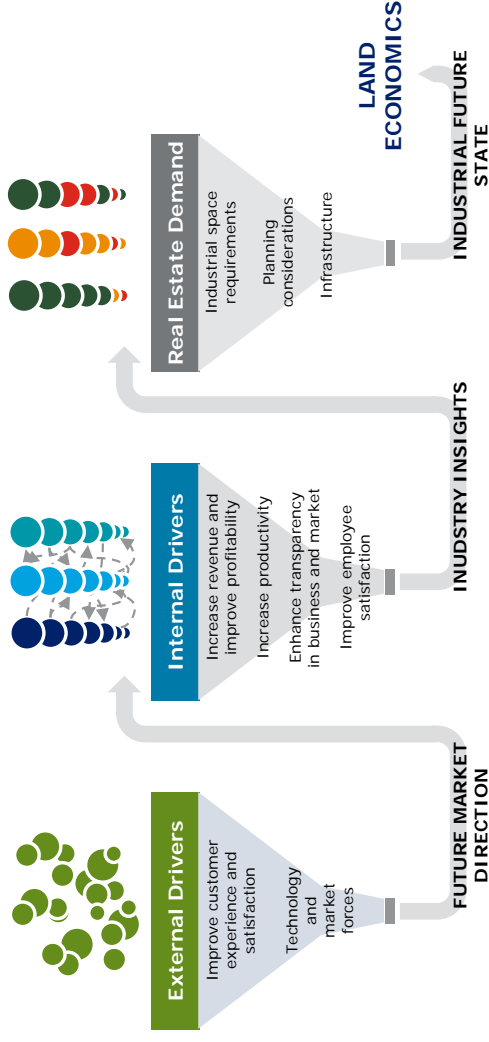 External Drivers
Improve customer
experience and
satisfaction
Technology
and
market
forces
FUTURE MARKET
DIRECTION
Internal Drivers
Increase revenue and
improve profitability
Increase productivity
Enhance transparency
in business and market
Improve employee
satisfaction
INUDSTRY INSIGHTS
Real Estate Demand
Industrial space
requirements
Planning
considerations
Infrastructure
INDUSTRIAL FUTURE
STATE
LAND
ECONOMICS